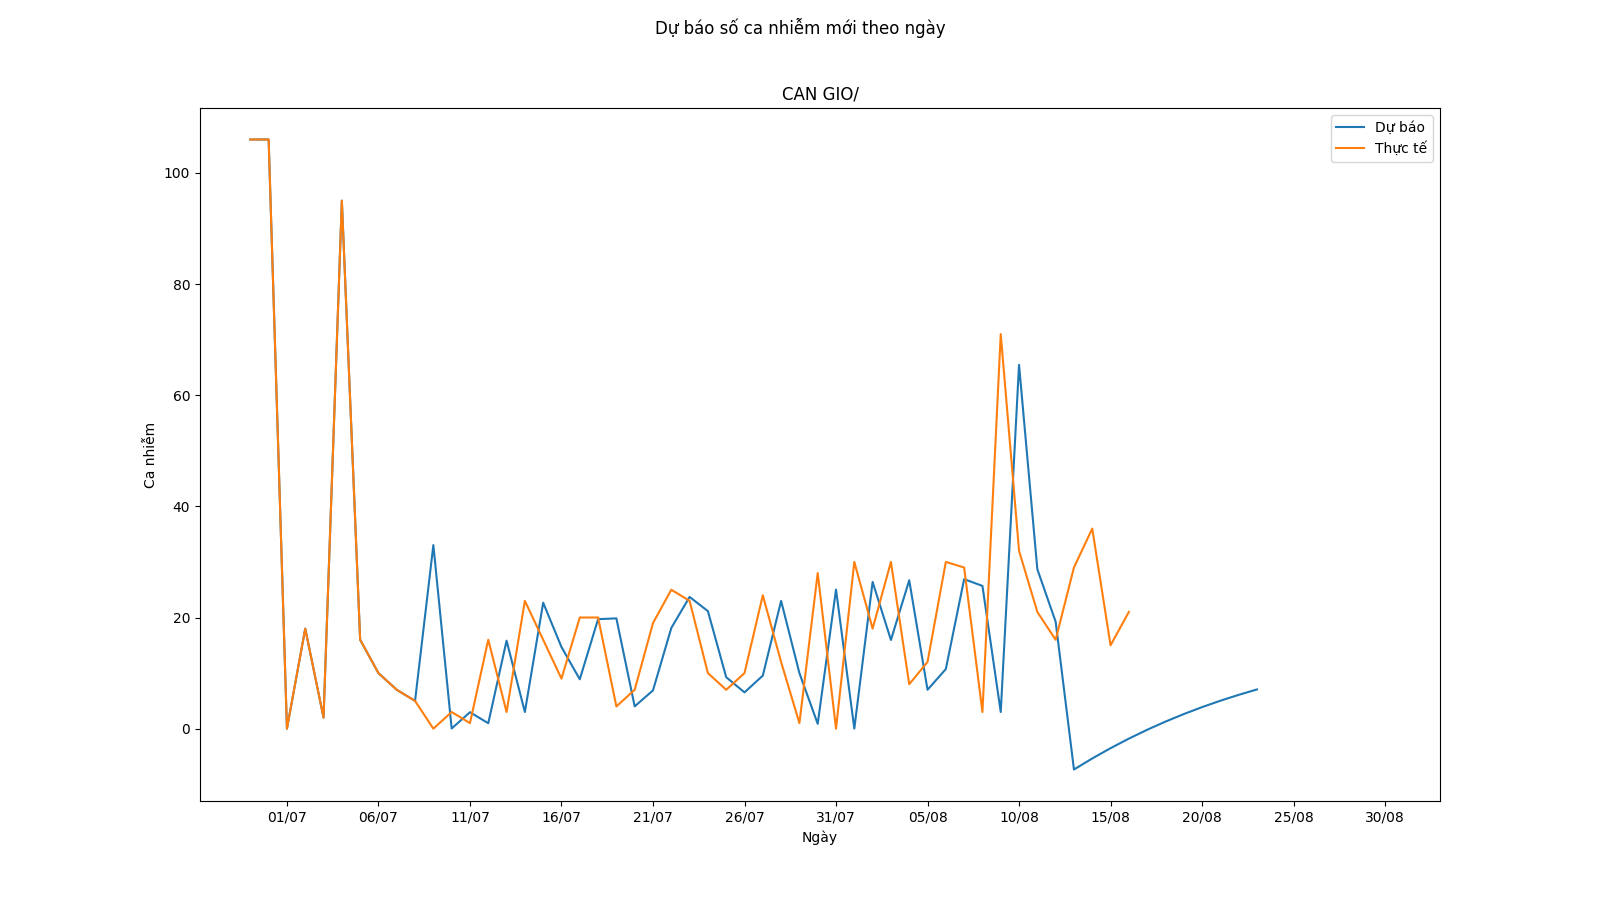 Dự báo số ca nhiễm mới theo ngày
CAN GIO/
Dự báo
Thực tế
100
80
60
40
20
0
Ca nhiễm
01/07 06/07 11/07 16/07 21/07 26/07 31/07 05/08 10/08 15/08 20/08 25/08 30/08
Ngày